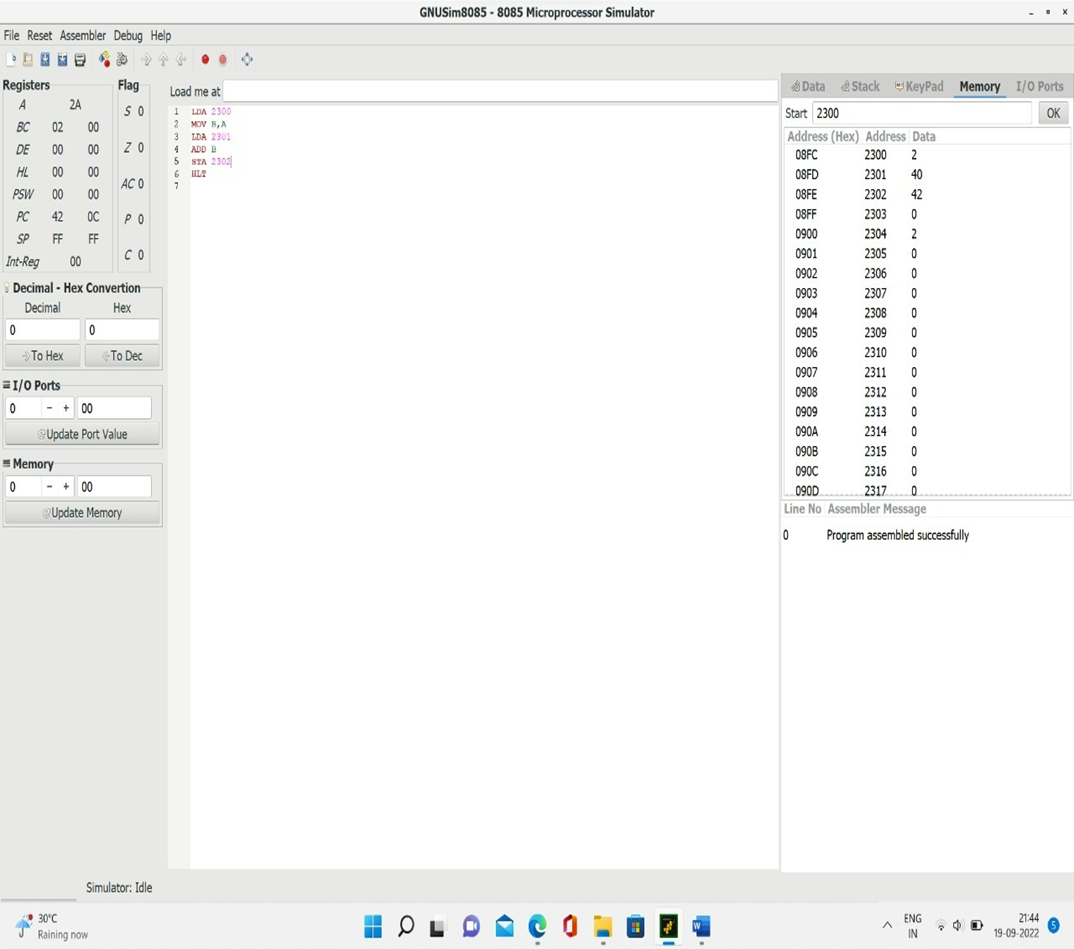 GNUSim8085 - 8085 Microprocessor Simulator
File Reset Assembler Debug Help
Registers
A 2A
BC 02 00
DE 00 00
HL 00 00
PSW 00 00
PC 42 0C
SP FF FF
Int-Reg 00
Flag
S 0
Z 0
AC 0
P 0
C 0
Decimal - Hex Convertion
Decimal Hex
0 0
To Hex To Dec
I/O Ports
0 - + 00
Update Port Value
Memory
0 - + 00
Update Memory
Load me at
1 LDA 2300
2 MOV B,A
3 LDA 2301
4 ADD B
5 STA 2302
6 HLT
7
Data Stack KeyPad Memory I/O Ports
Start 2300 OK
Address (Hex) Address Data
08FC 2300 2
08FD 2301 40
08FE 2302 42
08FF 2303 0
0900 2304 2
0901 2305 0
0902 2306 0
0903 2307 0
0904 2308 0
0905 2309 0
0906 2310 0
0907 2311 0
0908 2312 0
0909 2313 0
090A 2314 0
090B 2315 0
090C 2316 0
090D 2317 0
Line No Assembler Message
0 Program assembled successfully
Simulator: Idle
30°C
Raining now
W
ENG
IN
21:44
19-09-2022
5